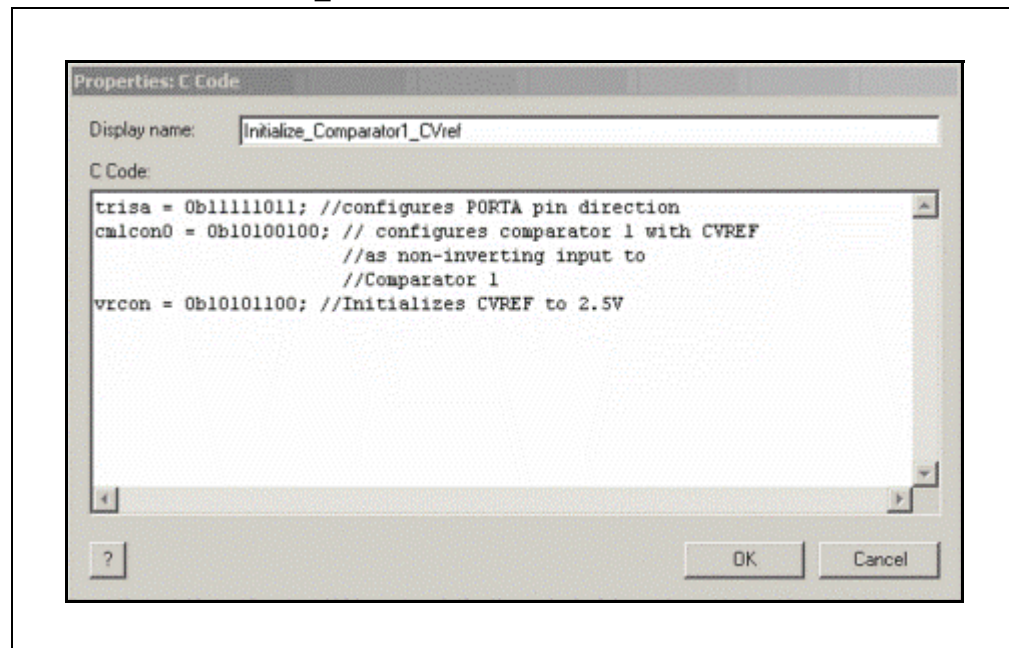 Properties: C Code
Display name: Initialize_Comparator1_CVref
C Code:
trisa = 0b11111011; //configures PORTA pin direction
cm1con0 = 0b10100100; // configures comparator 1 with CVREF
//as non-inverting input to
//Comparator 1
vrcon = 0b10101100; //Initializes CVREF to 2.5V
?
OK
Cancel